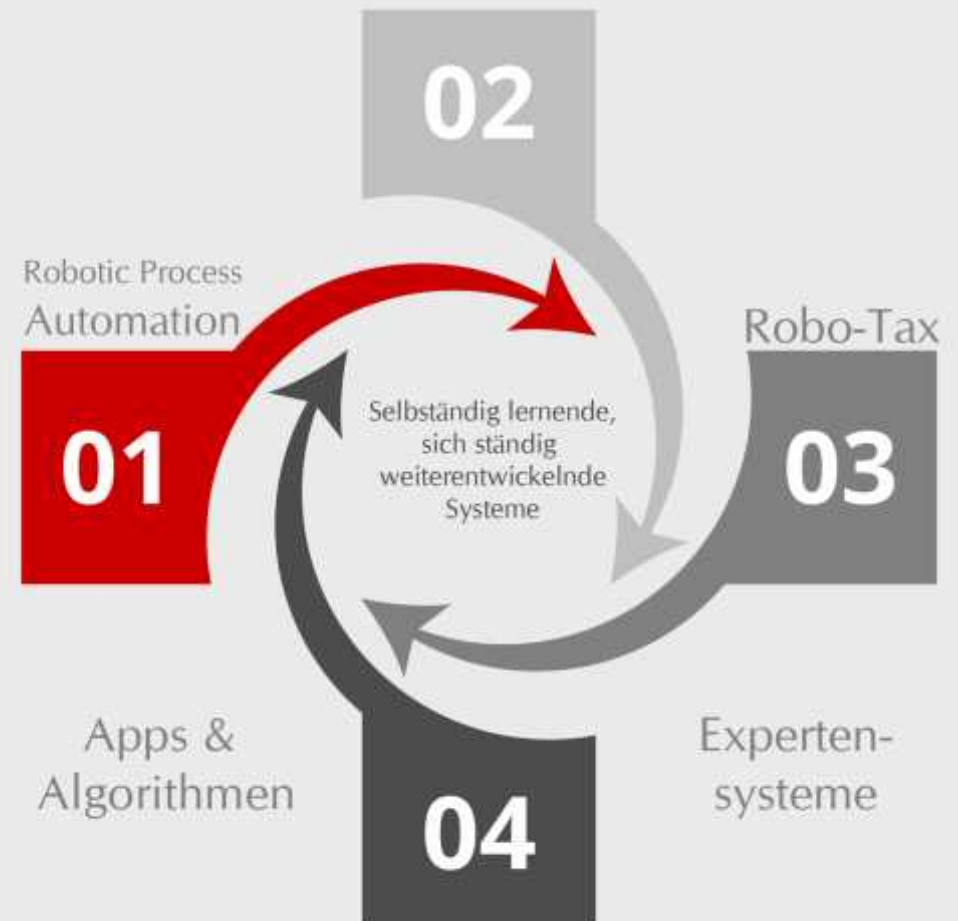 02
Robotic Process
Automation
Robo-Tax
01
Selbständig lernende,
sich ständig
weiterentwickelnde
Systeme
03
Apps &
Algorithmen
Experten-
systeme
04